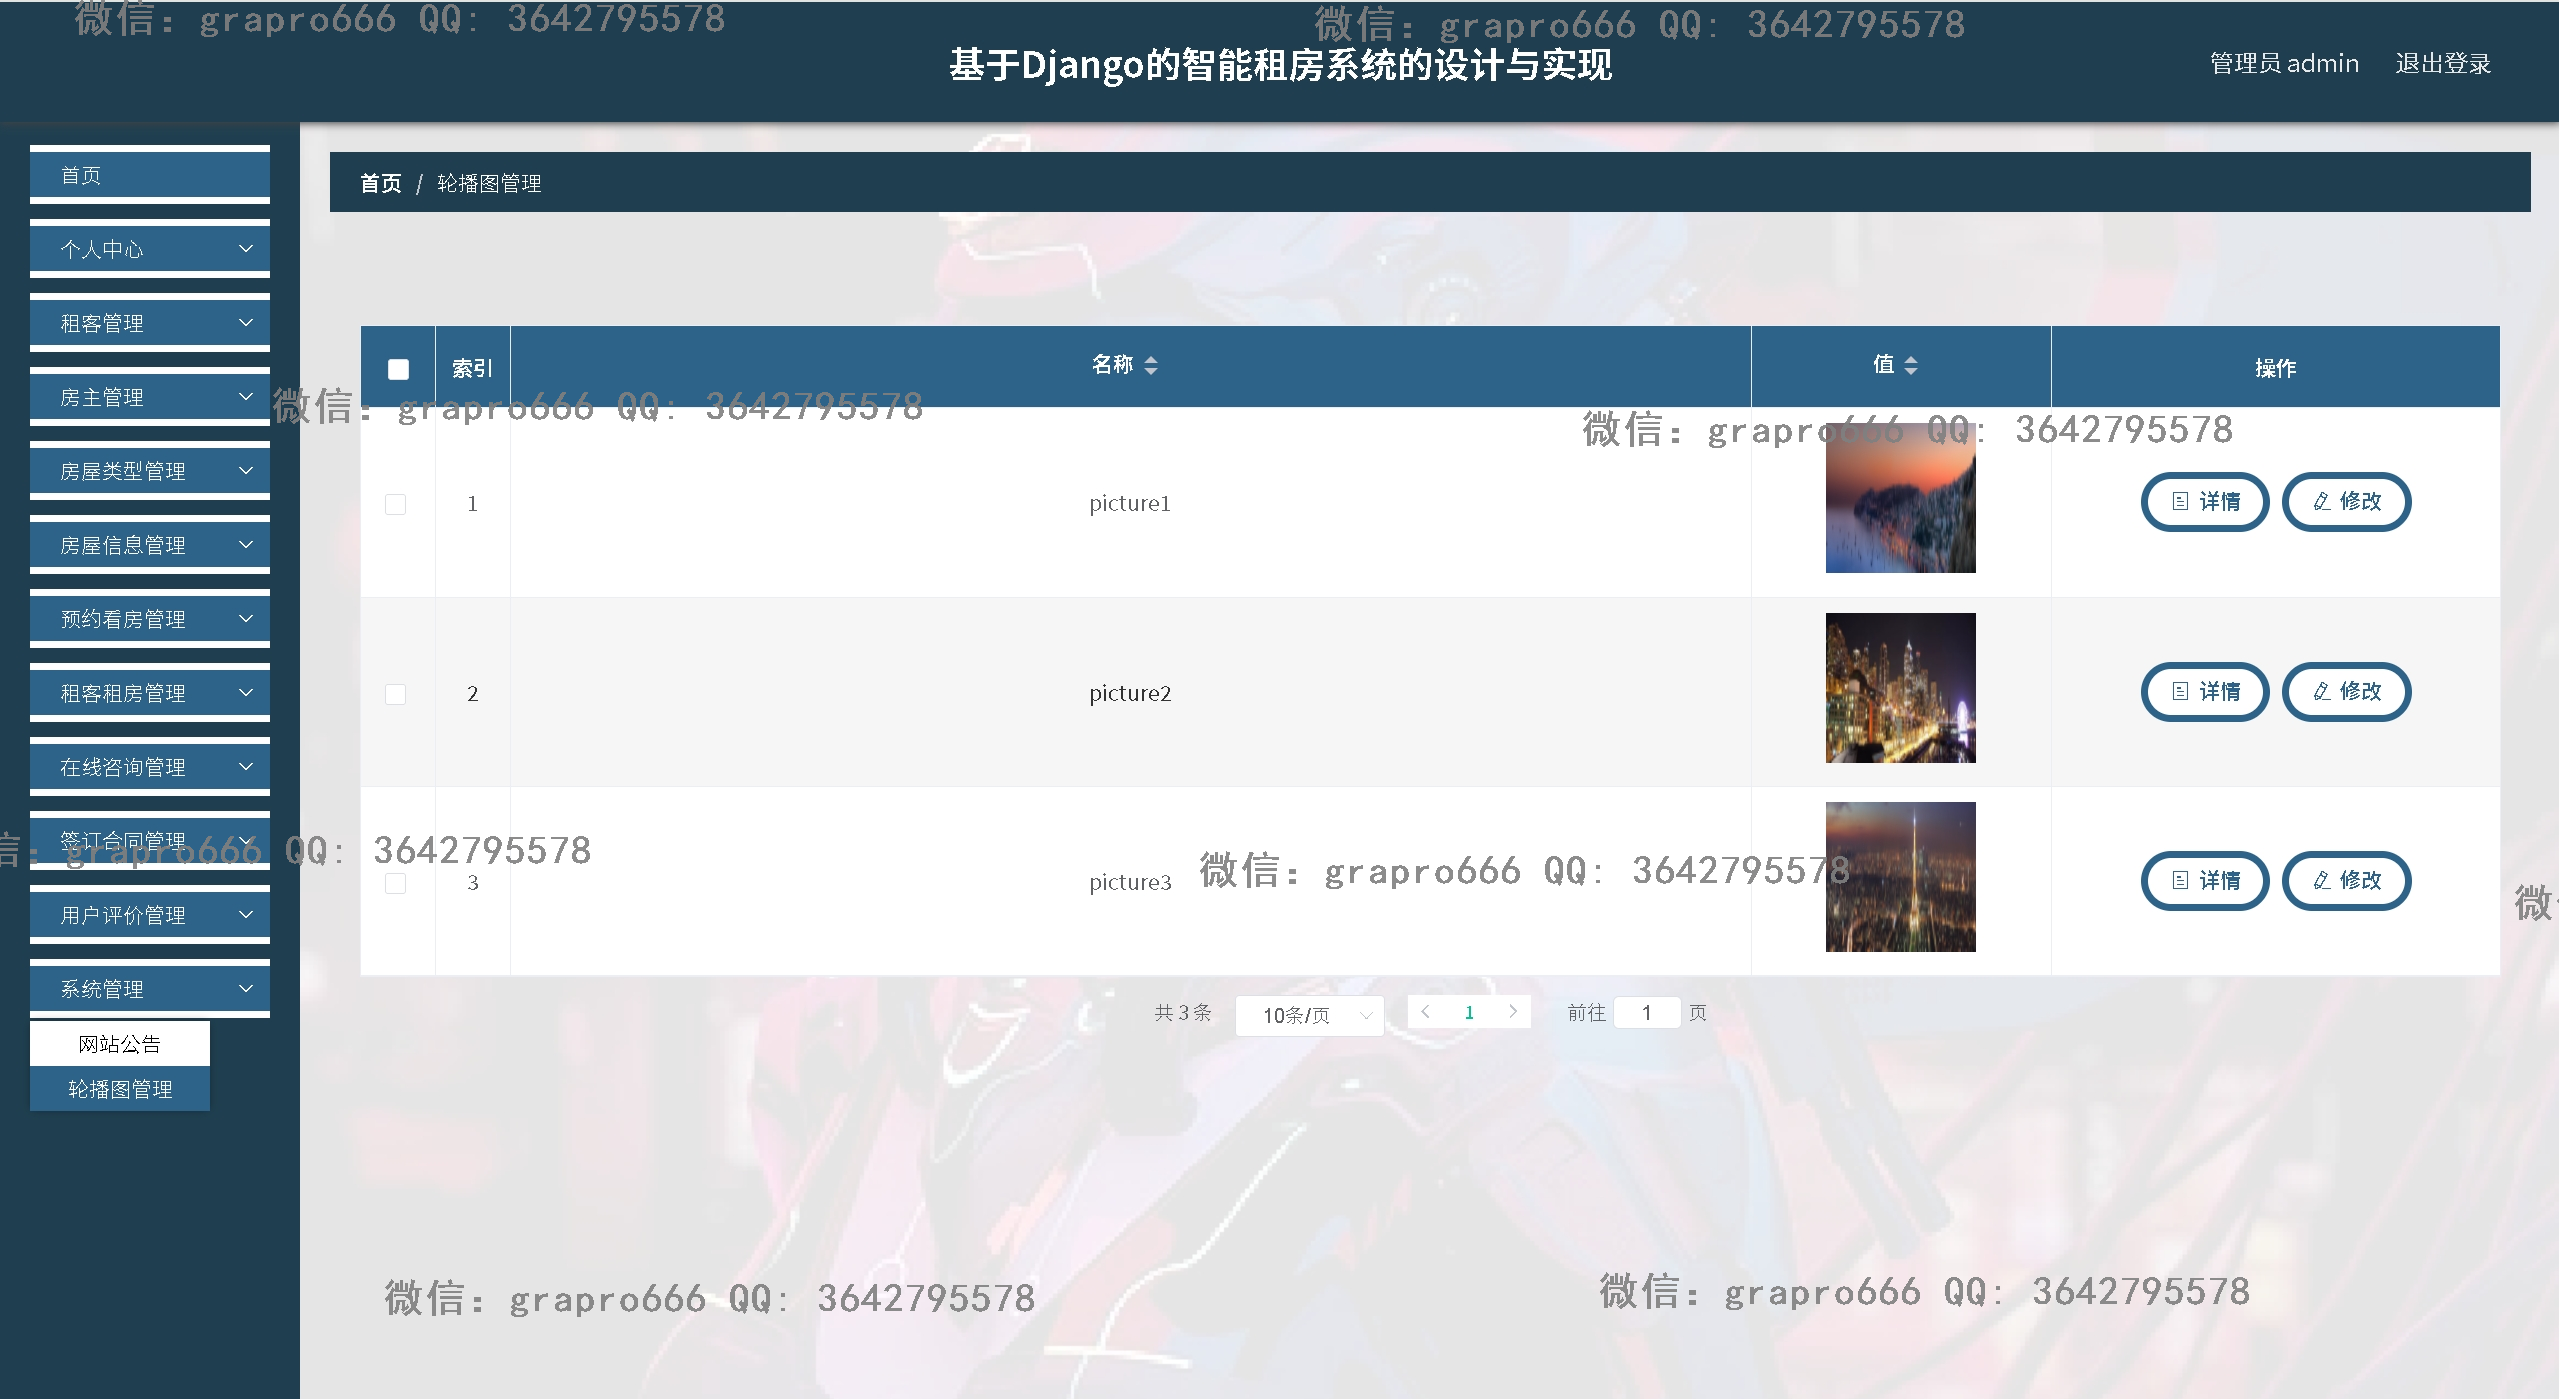 微信: grapro666 QQ: 3642795578
微信: grapro666 QQ: 3642795578
基于Django的智能租房系统的设计与实现
管理员 admin
退出登录
首页
个人中心
租客管理
房主管理
房屋类型管理
房屋信息管理
预约看房管理
租客租房管理
在线咨询管理
签订合同管理
用户评价管理
系统管理
网站公告
轮播图管理
首页 / 轮播图管理
索引 名称 值 操作
微信: grapro666 QQ: 3642795578
微信: grapro666 QQ: 3642795578
1 picture1 详情 修改
2 picture2 详情 修改
信: grapro666 QQ: 3642795578
微信: grapro666 QQ: 3642795578
3 picture3 详情 修改
微
共 3 条 10条/页 1 前往 1 页
微信: grapro666 QQ: 3642795578
微信: grapro666 QQ: 3642795578